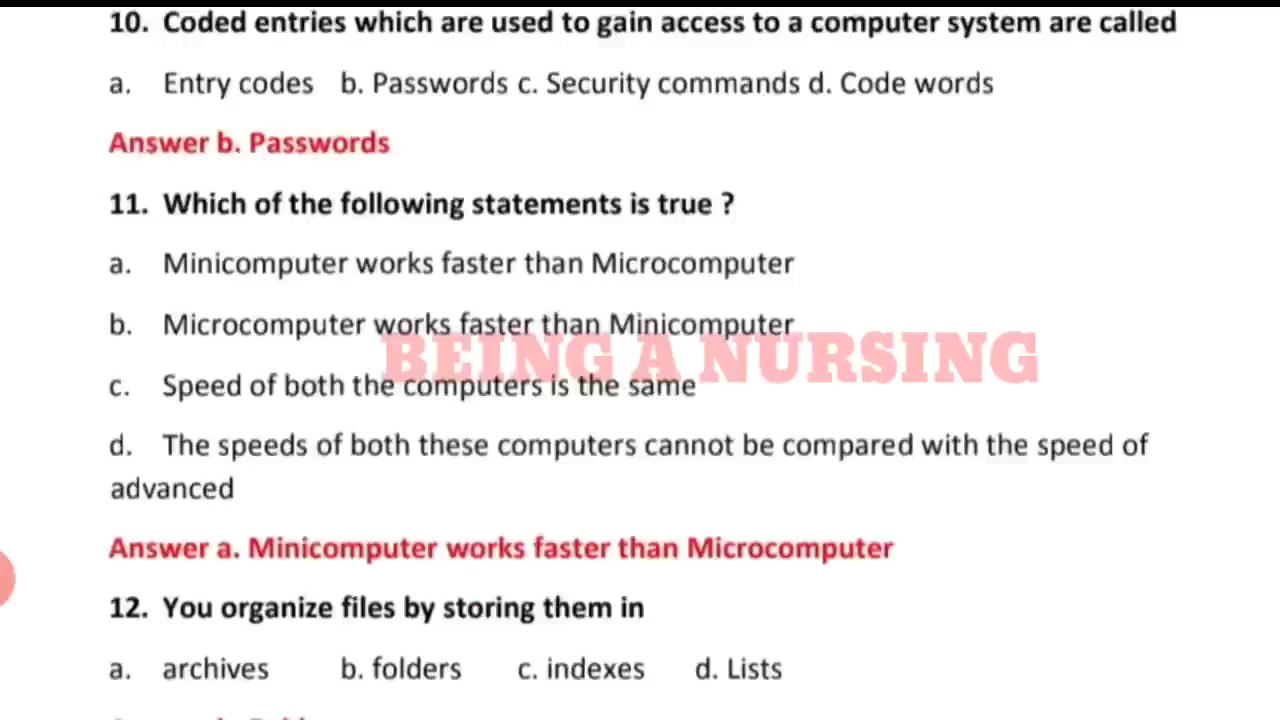 10. Coded entries which are used to gain access to a computer system are called
a. Entry codes b. Passwords c. Security commands d. Code words
Answer b. Passwords
11. Which of the following statements is true ?
a. Minicomputer works faster than Microcomputer
b. Microcomputer works faster than Minicomputer
BEING A NURSING
c. Speed of both the computers is the same
d. The speeds of both these computers cannot be compared with the speed of
advanced
Answer a. Minicomputer works faster than Microcomputer
12. You organize files by storing them in
a. archives b. folders c. indexes d. Lists